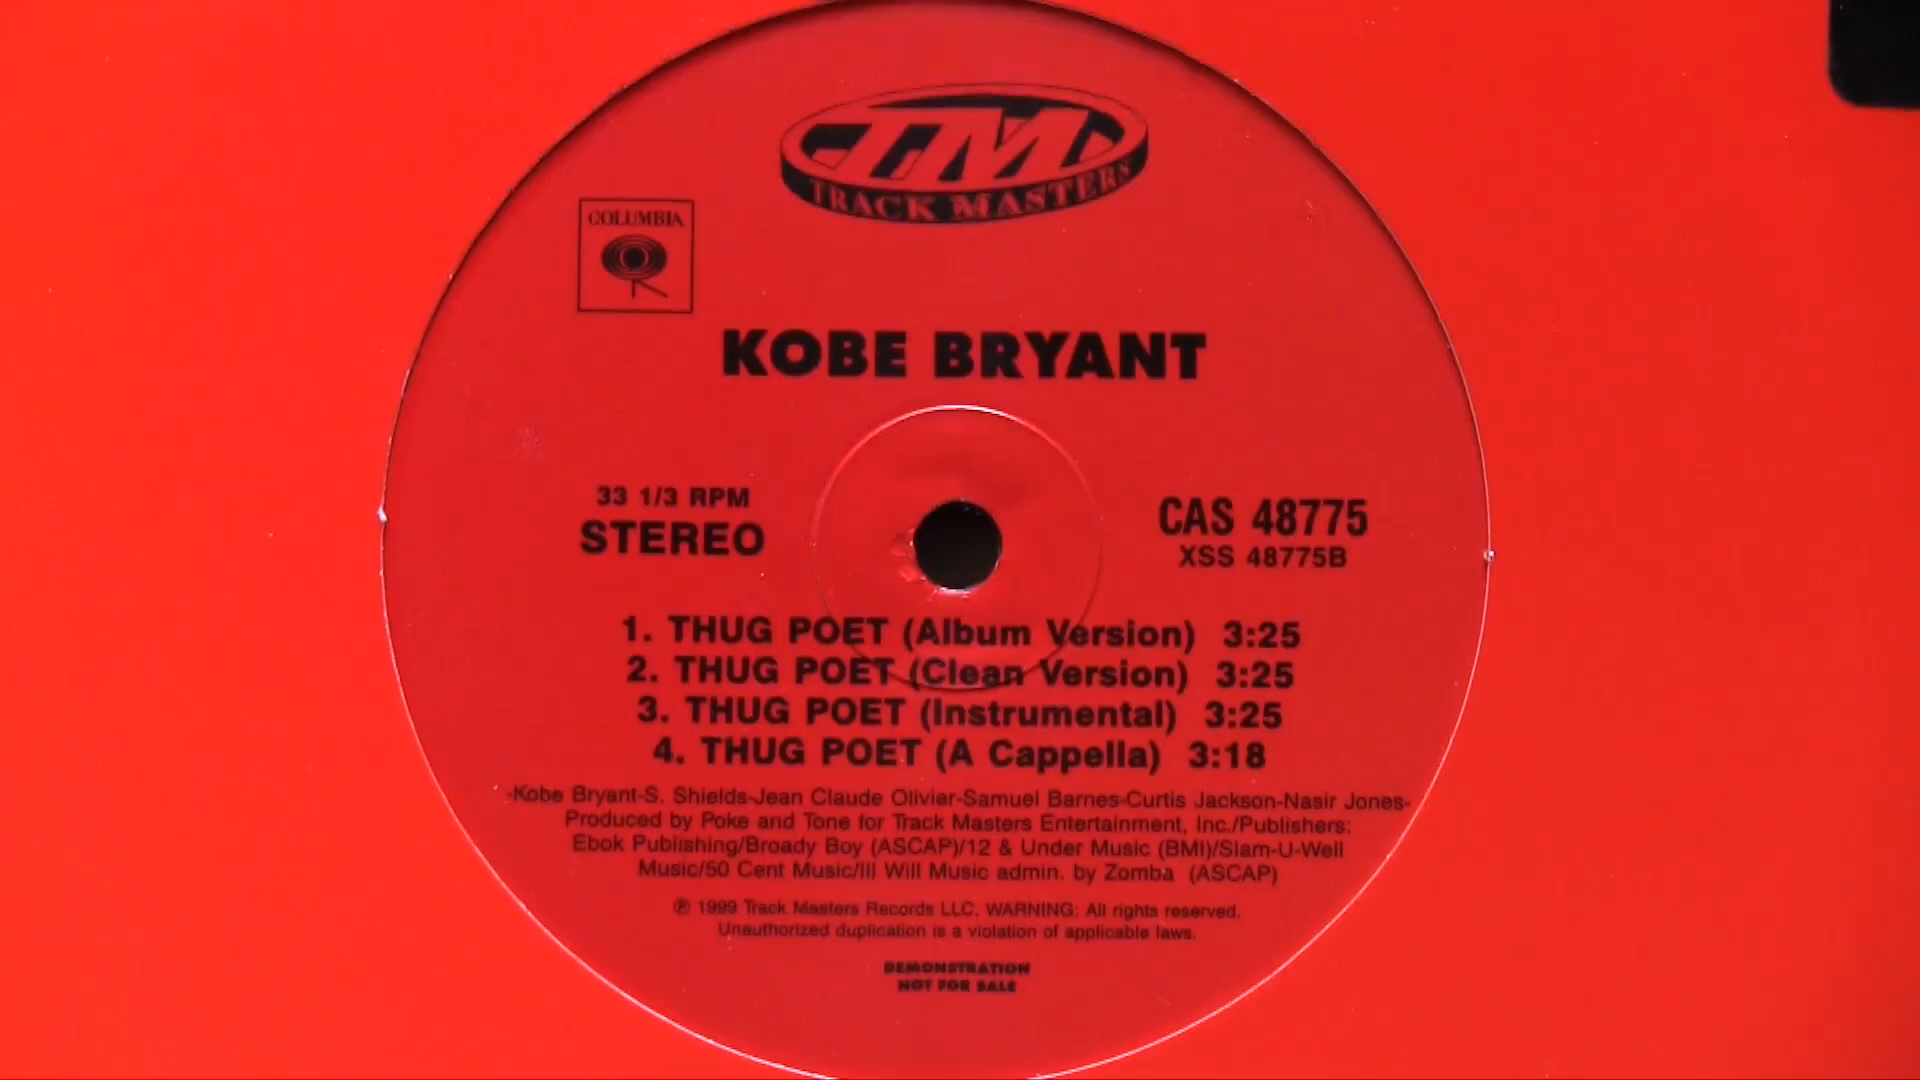 TM
TRACK MASTERS
COLUMBIA
KOBE BRYANT
33 1/3 RPM
STEREO
CAS 48775
XSS 48775B
1. THUG POET (Album Version) 3:25
2. THUG POET (Clean Version) 3:25
3. THUG POET (Instrumental) 3:25
4. THUG POET (A Cappella) 3:18
-Kobe Bryant-S. Shields-Jean Claude Olivier-Samuel Barnes-Curtis Jackson-Nasir Jones-
Produced by Poke and Tone for Track Masters Entertainment, Inc./Publishers:
Ebok Publishing/Broady Boy (ASCAP)/12 & Under Music (BMI)/Slam-U-Well
Music/50 Cent Music/Ill Will Music admin. by Zomba (ASCAP)
℗ 1999 Track Masters Records LLC. WARNING: All rights reserved.
Unauthorized duplication is a violation of applicable laws.
DEMONSTRATION
NOT FOR SALE